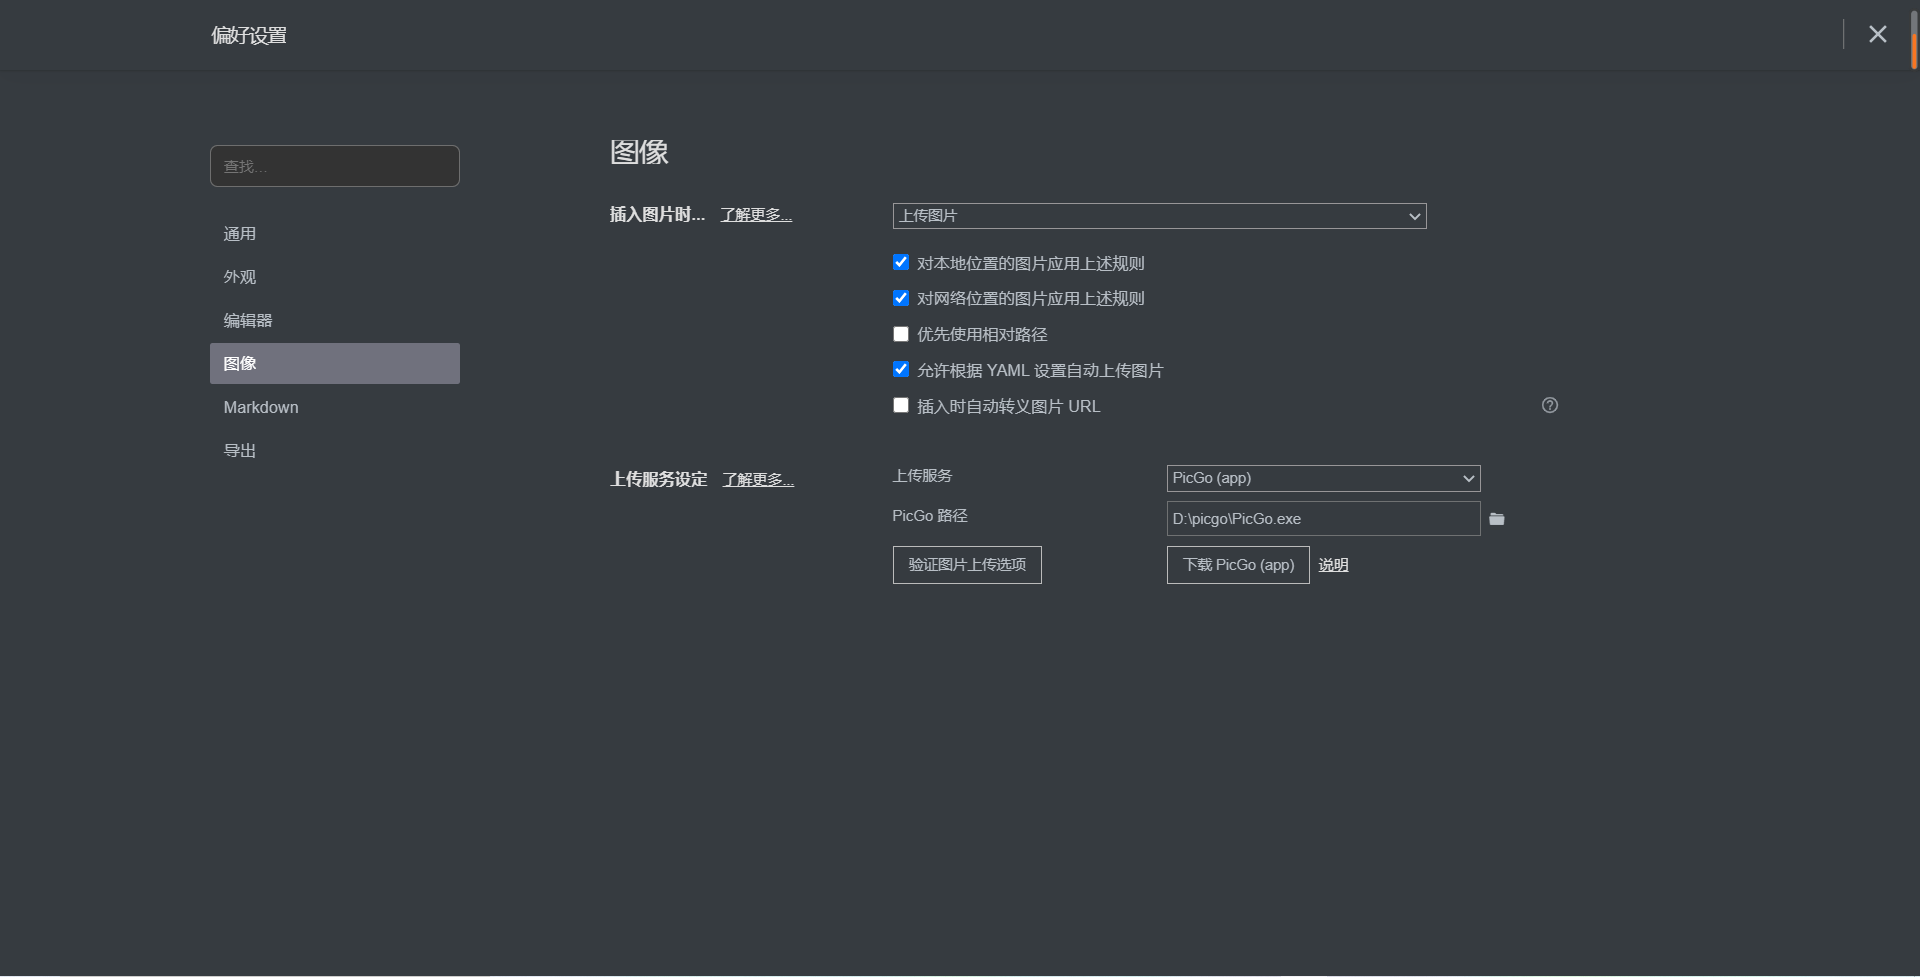 偏好设置
查找...
通用
外观
编辑器
图像
Markdown
导出
图像
插入图片时... 了解更多...
上传图片
对本地位置的图片应用上述规则
对网络位置的图片应用上述规则
优先使用相对路径
允许根据 YAML 设置自动上传图片
插入时自动转义图片 URL
上传服务设定 了解更多...
上传服务 PicGo (app)
PicGo 路径 D:\picgo\PicGo.exe
验证图片上传选项 下载 PicGo (app) 说明